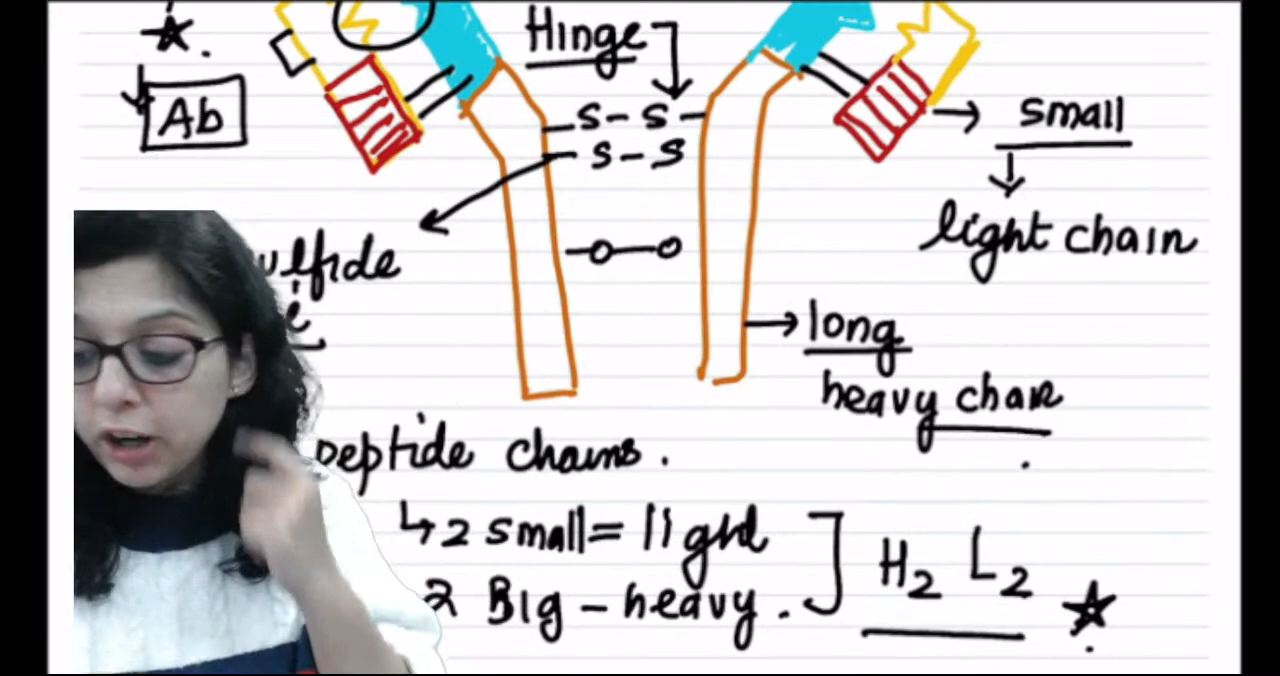 Hinge
Ab
S-S
S-S
small
light chain
ulfide
e
long
heavy chain
peptide chains.
↳2 small= light
2 Big - heavy.
H2 L2